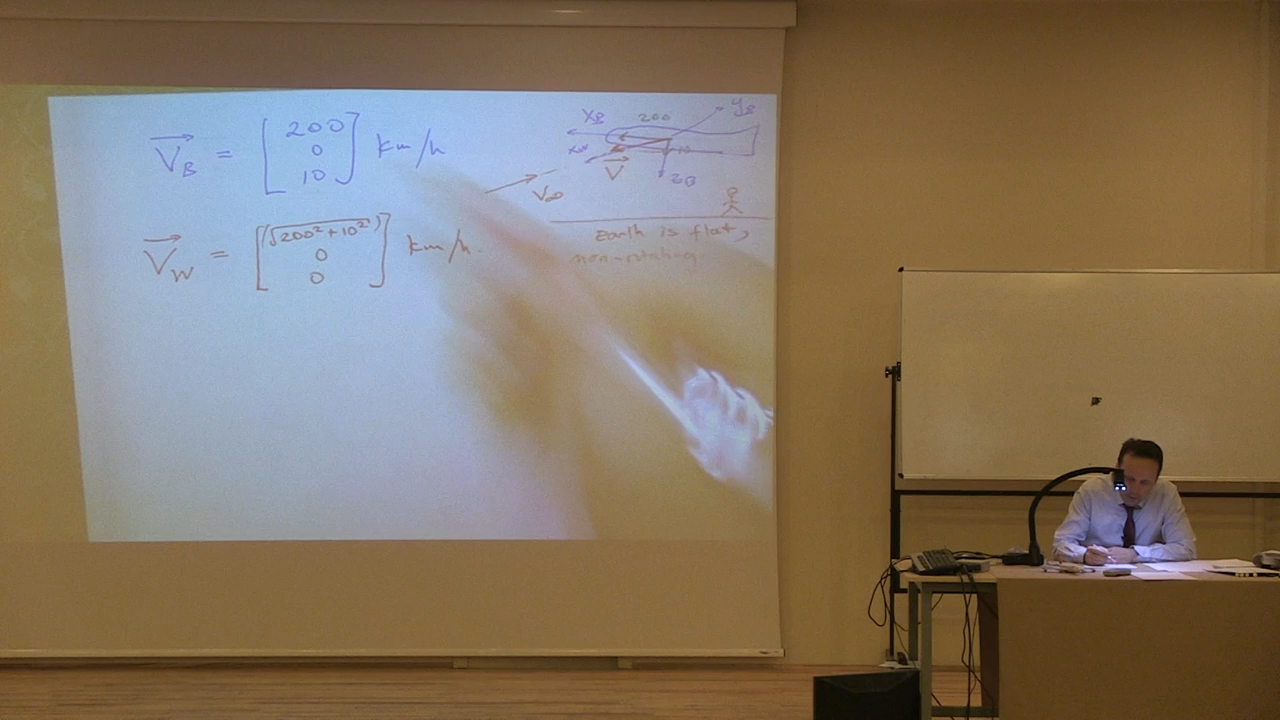 V_B = [200 0 10] km/h
V_W = [(√200²+10²) 0 0] km/h.
X_B 200 y_B
X_W V 10 z_B
V∞
Earth is flat,
non-rotating